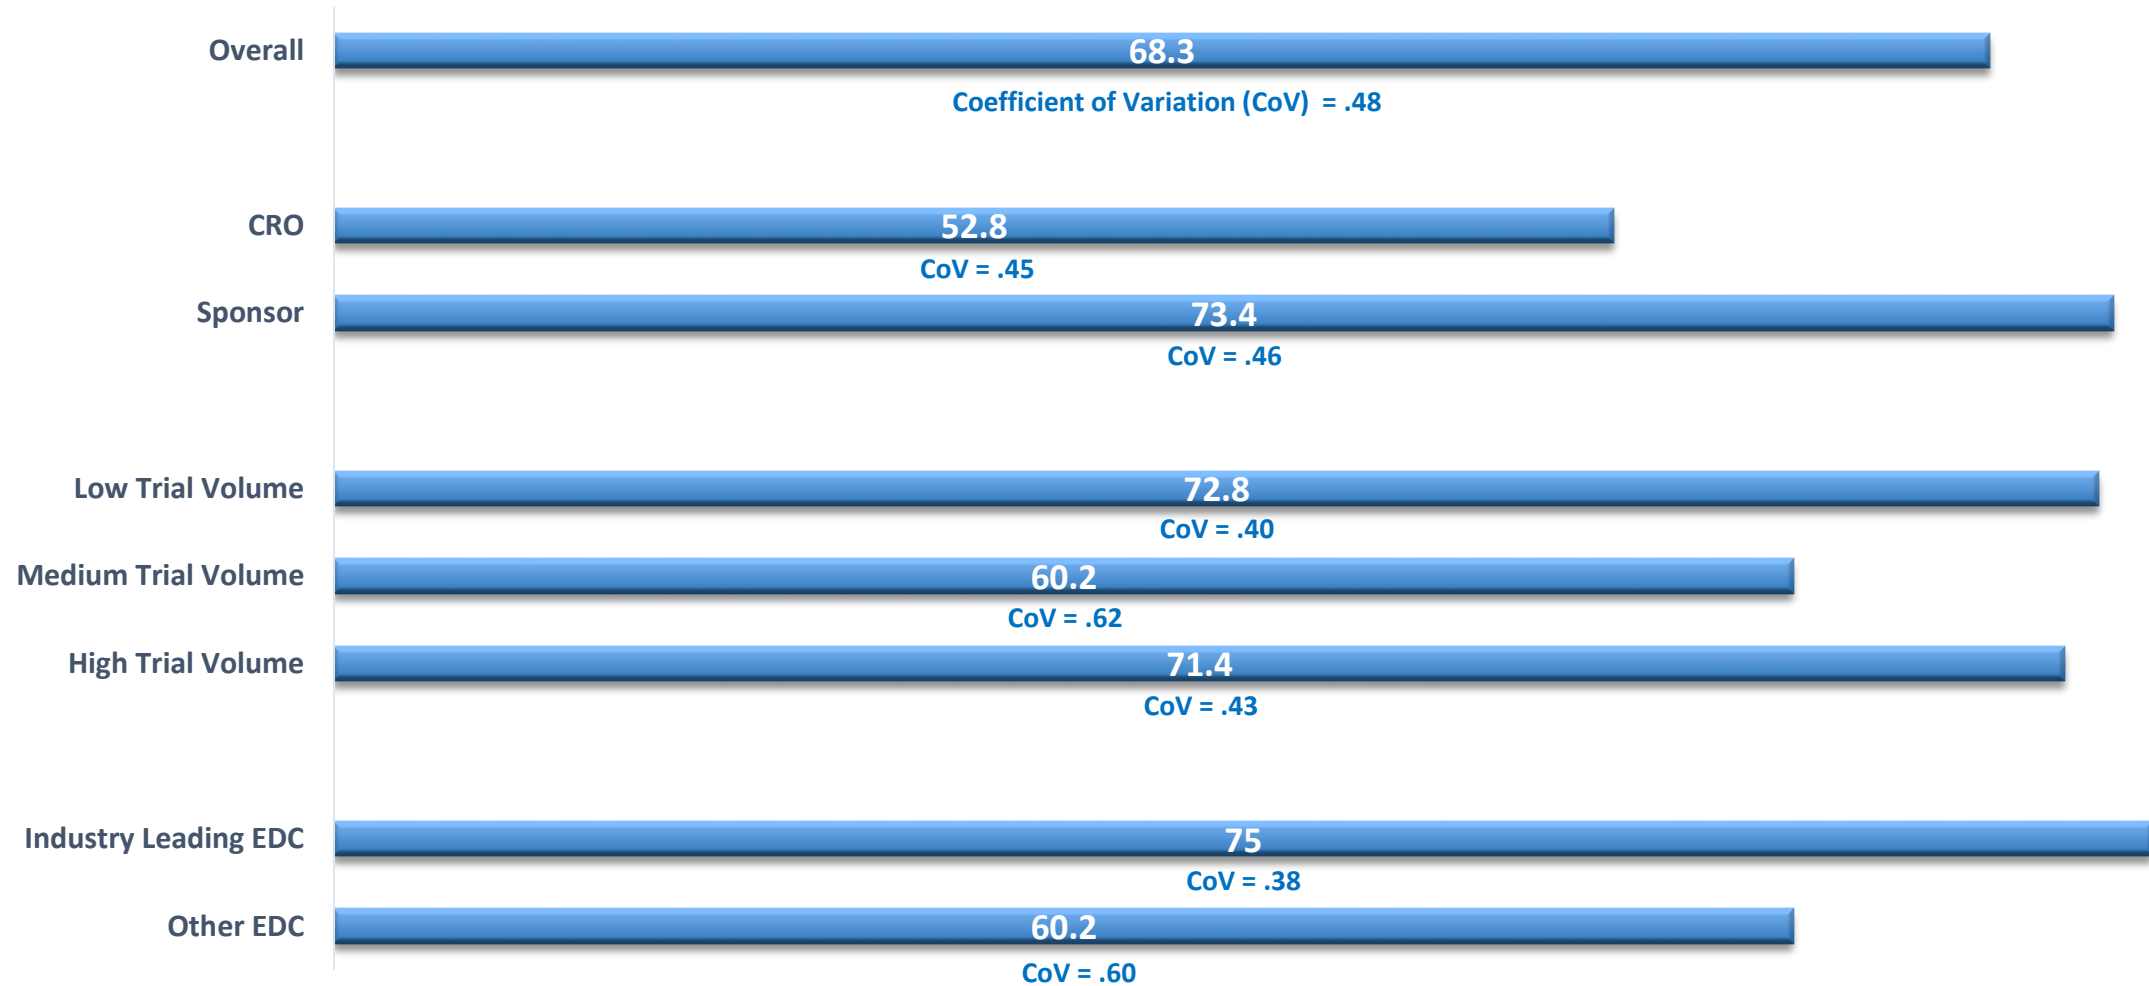 Overall
68.3
Coefficient of Variation (CoV) = .48
CRO
52.8
CoV = .45
Sponsor
73.4
CoV = .46
Low Trial Volume
72.8
CoV = .40
Medium Trial Volume
60.2
CoV = .62
High Trial Volume
71.4
CoV = .43
Industry Leading EDC
75
CoV = .38
Other EDC
60.2
CoV = .60